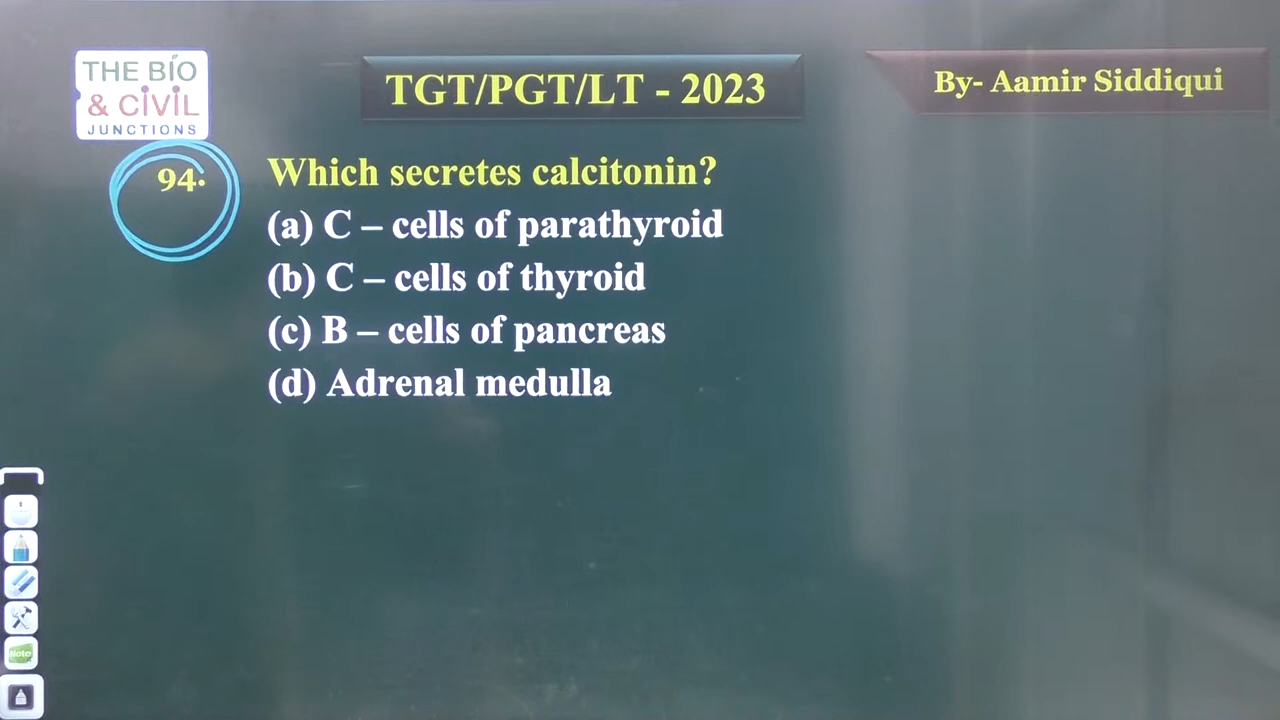 THE BIO
& CIVIL
JUNCTIONS
TGT/PGT/LT - 2023
By- Aamir Siddiqui
94.
Which secretes calcitonin?
(a) C – cells of parathyroid
(b) C – cells of thyroid
(c) B – cells of pancreas
(d) Adrenal medulla
Note